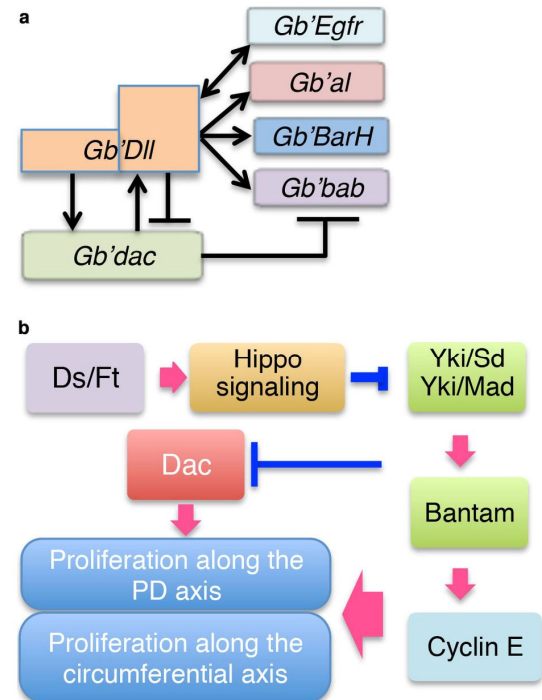 a
Gb'Egfr
Gb'al
Gb'Dll
Gb'BarH
Gb'bab
Gb'dac
b
Ds/Ft
Hippo
signaling
Yki/Sd
Yki/Mad
Dac
Bantam
Proliferation along the
PD axis
Proliferation along the
circumferential axis
Cyclin E